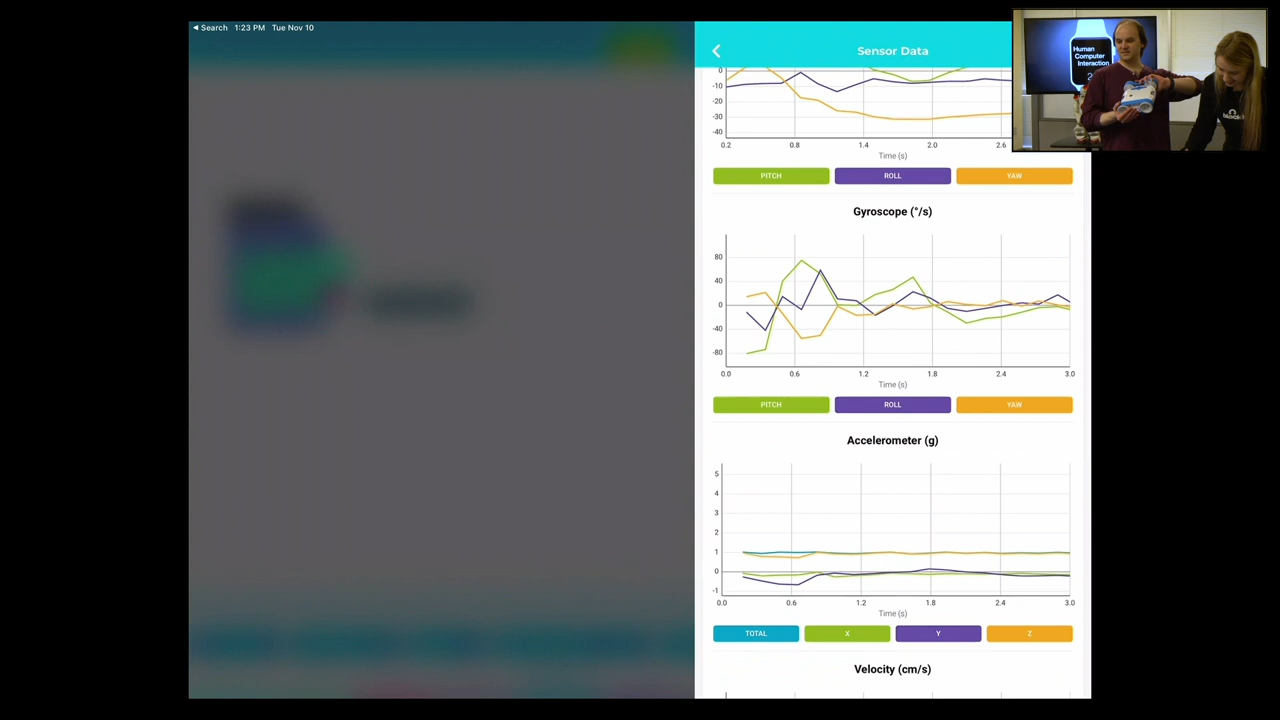 Search 1:23 PM Tue Nov 10
Sensor Data
0
-10
-20
-30
-40
0.2 0.8 1.4 2.0 2.6
Time (s)
PITCH ROLL YAW
Gyroscope (°/s)
80
40
0
-40
-80
0.0 0.6 1.2 1.8 2.4 3.0
Time (s)
PITCH ROLL YAW
Accelerometer (g)
5
4
3
2
1
0
-1
0.0 0.6 1.2 1.8 2.4 3.0
Time (s)
TOTAL X Y Z
Velocity (cm/s)
Human
Computer
Interaction